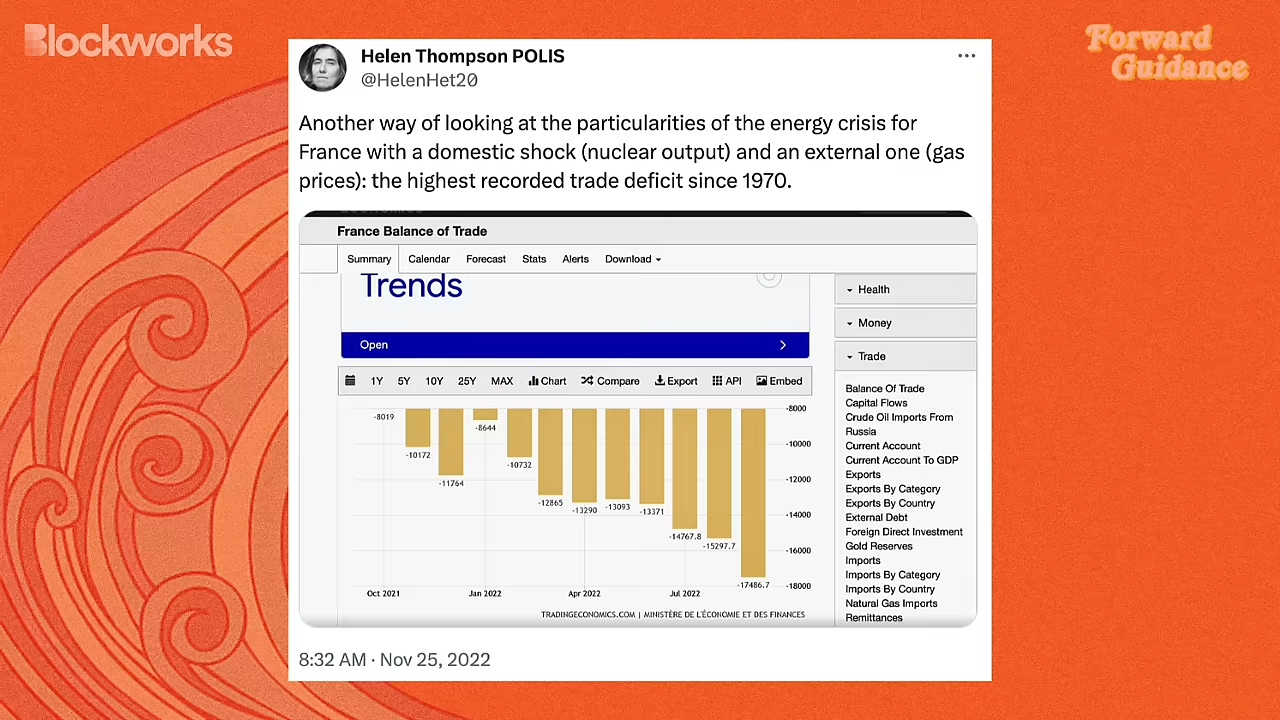 Blockworks
Forward
Guidance
Helen Thompson POLIS
@HelenHet20
Another way of looking at the particularities of the energy crisis for
France with a domestic shock (nuclear output) and an external one (gas
prices): the highest recorded trade deficit since 1970.
France Balance of Trade
Summary Calendar Forecast Stats Alerts Download
Trends
Open
1Y 5Y 10Y 25Y MAX Chart Compare Export API Embed
-8019
-10172
-11764
-8644
-10732
-12865
-13290
-13093
-13371
-14767.8
-15297.7
-17486.7
-8000
-10000
-12000
-14000
-16000
-18000
Oct 2021 Jan 2022 Apr 2022 Jul 2022
TRADINGECONOMICS.COM | MINISTÈRE DE L'ÉCONOMIE ET DES FINANCES
Health
Money
Trade
Balance Of Trade
Capital Flows
Crude Oil Imports From
Russia
Current Account
Current Account To GDP
Exports
Exports By Category
Exports By Country
External Debt
Foreign Direct Investment
Gold Reserves
Imports
Imports By Category
Imports By Country
Natural Gas Imports
Remittances
8:32 AM · Nov 25, 2022